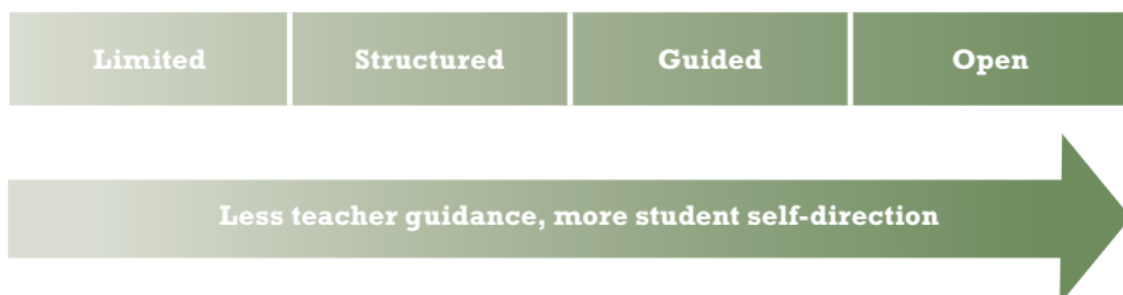 Limited Structured Guided Open
Less teacher guidance, more student self-direction